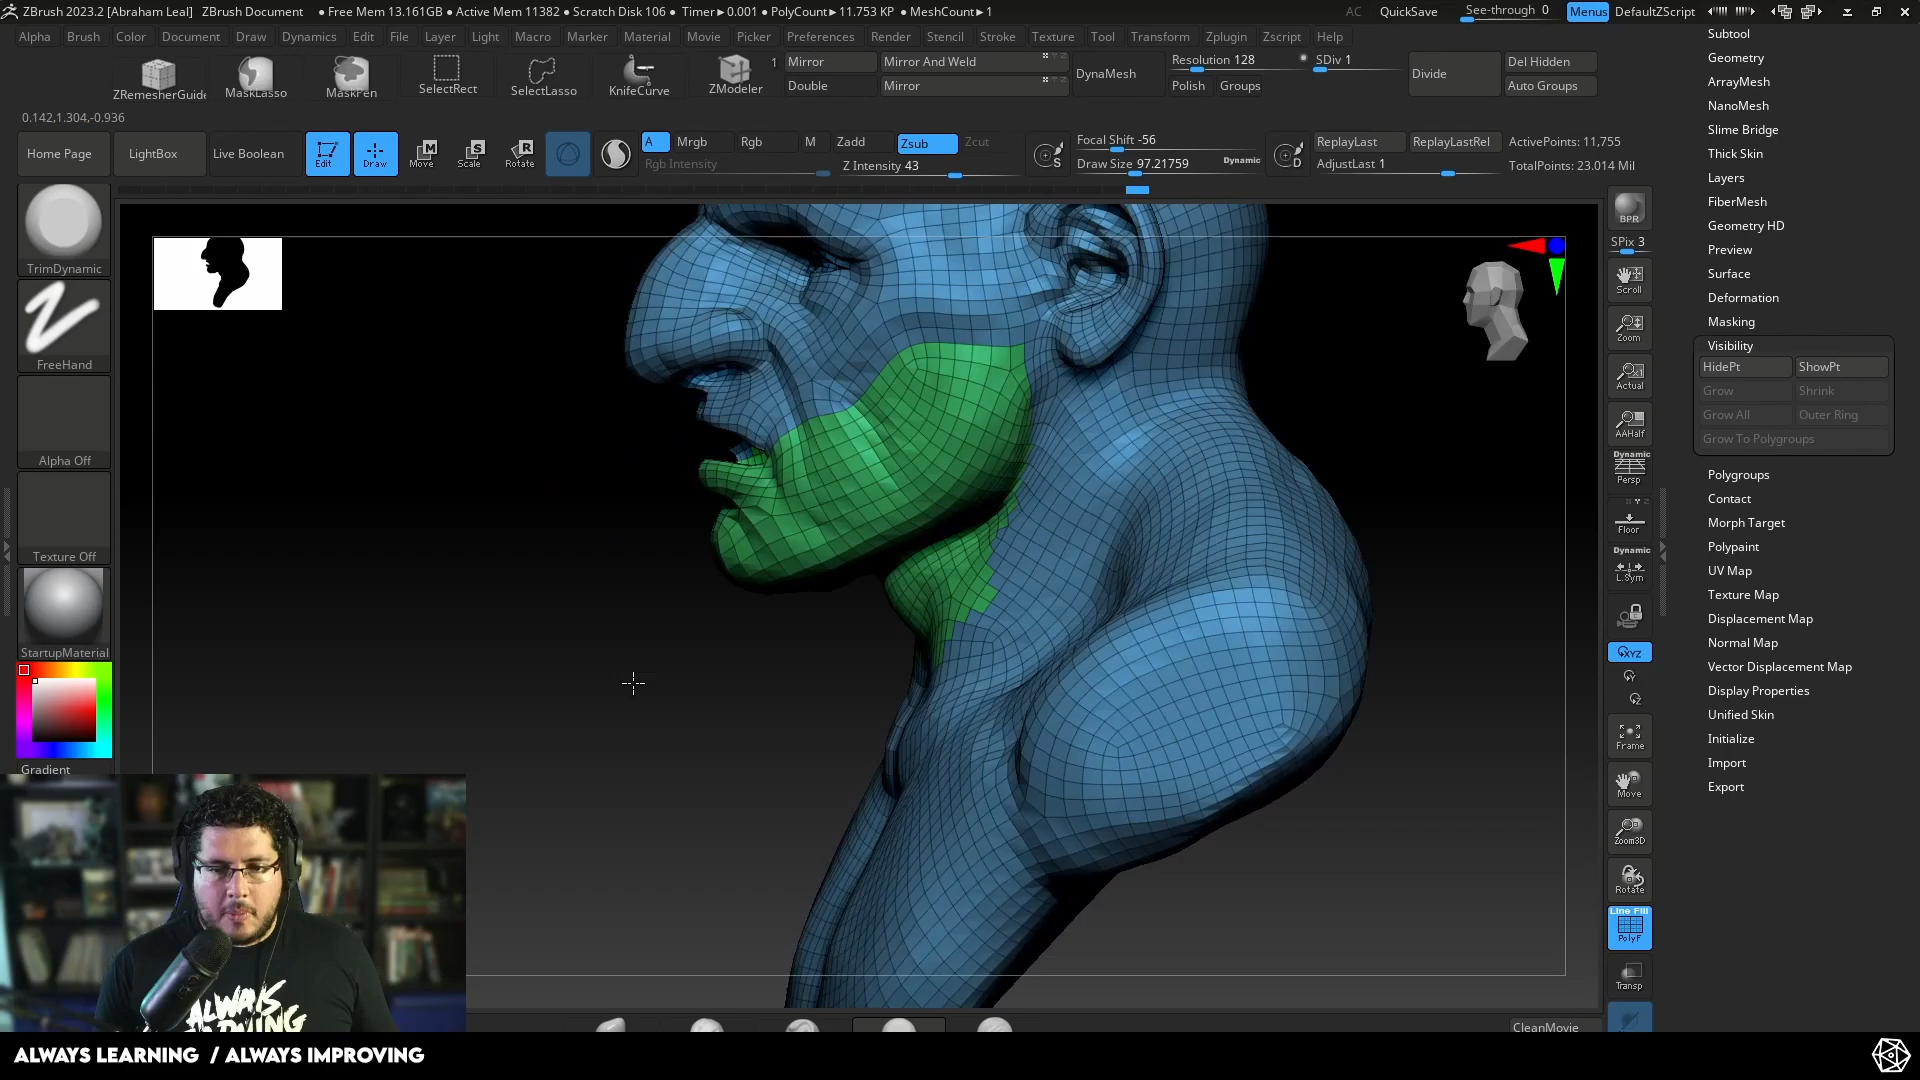 ZBrush 2023.2 [Abraham Leal] ZBrush Document ● Free Mem 13.161GB ● Active Mem 11382 ● Scratch Disk 106 ● Timer►0.001 ● PolyCount►11.753 KP ● MeshCount►1 AC QuickSave See-through 0 Menus DefaultZScript
Alpha Brush Color Document Draw Dynamics Edit File Layer Light Macro Marker Material Movie Picker Preferences Render Stencil Stroke Texture Tool Transform Zplugin Zscript Help
ZRemesherGuide MaskLasso MaskPen SelectRect SelectLasso KnifeCurve ZModeler 1
Mirror Mirror And Weld
Double Mirror
DynaMesh
Resolution 128
Polish Groups
SDiv 1
Divide
Del Hidden
Auto Groups
0.142,1.304,-0.936
Home Page LightBox Live Boolean Edit Draw Move Scale Rotate
A Mrgb Rgb M Zadd Zsub Zcut
Rgb Intensity Z Intensity 43
Focal Shift -56
Draw Size 97.21759 Dynamic
ReplayLast ReplayLastRel
AdjustLast 1
ActivePoints: 11,755
TotalPoints: 23.014 Mil
TrimDynamic
FreeHand
Alpha Off
Texture Off
StartupMaterial
Gradient
BPR
SPix 3
Scroll
Zoom
Actual
AAHalf
Dynamic
Persp
Floor
Dynamic
L.Sym
XYZ
Frame
Move
Zoom3D
Rotate
Line Fill
PolyF
Transp
Subtool
Geometry
ArrayMesh
NanoMesh
Slime Bridge
Thick Skin
Layers
FiberMesh
Geometry HD
Preview
Surface
Deformation
Masking
Visibility
HidePt ShowPt
Grow Shrink
Grow All Outer Ring
Grow To Polygroups
Polygroups
Contact
Morph Target
Polypaint
UV Map
Texture Map
Displacement Map
Normal Map
Vector Displacement Map
Display Properties
Unified Skin
Initialize
Import
Export
CleanMovie
ALWAYS
ALWAYS LEARNING / ALWAYS IMPROVING